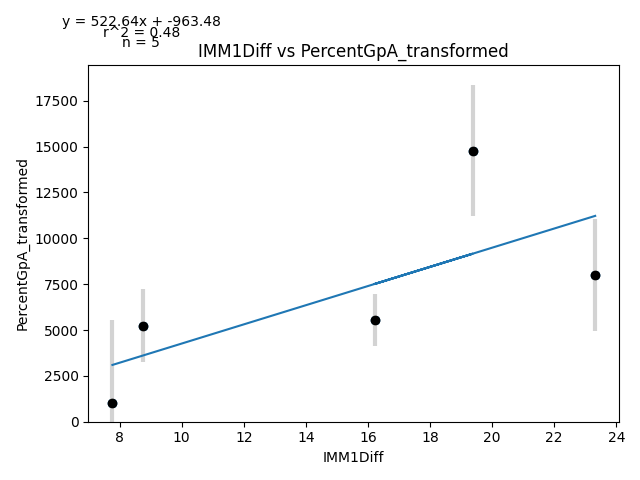 y = 522.64x + -963.48
r^2 = 0.48
n = 5
IMM1Diff vs PercentGpA_transformed
PercentGpA_transformed
17500
15000
12500
10000
7500
5000
2500
0
8 10 12 14 16 18 20 22 24
IMM1Diff